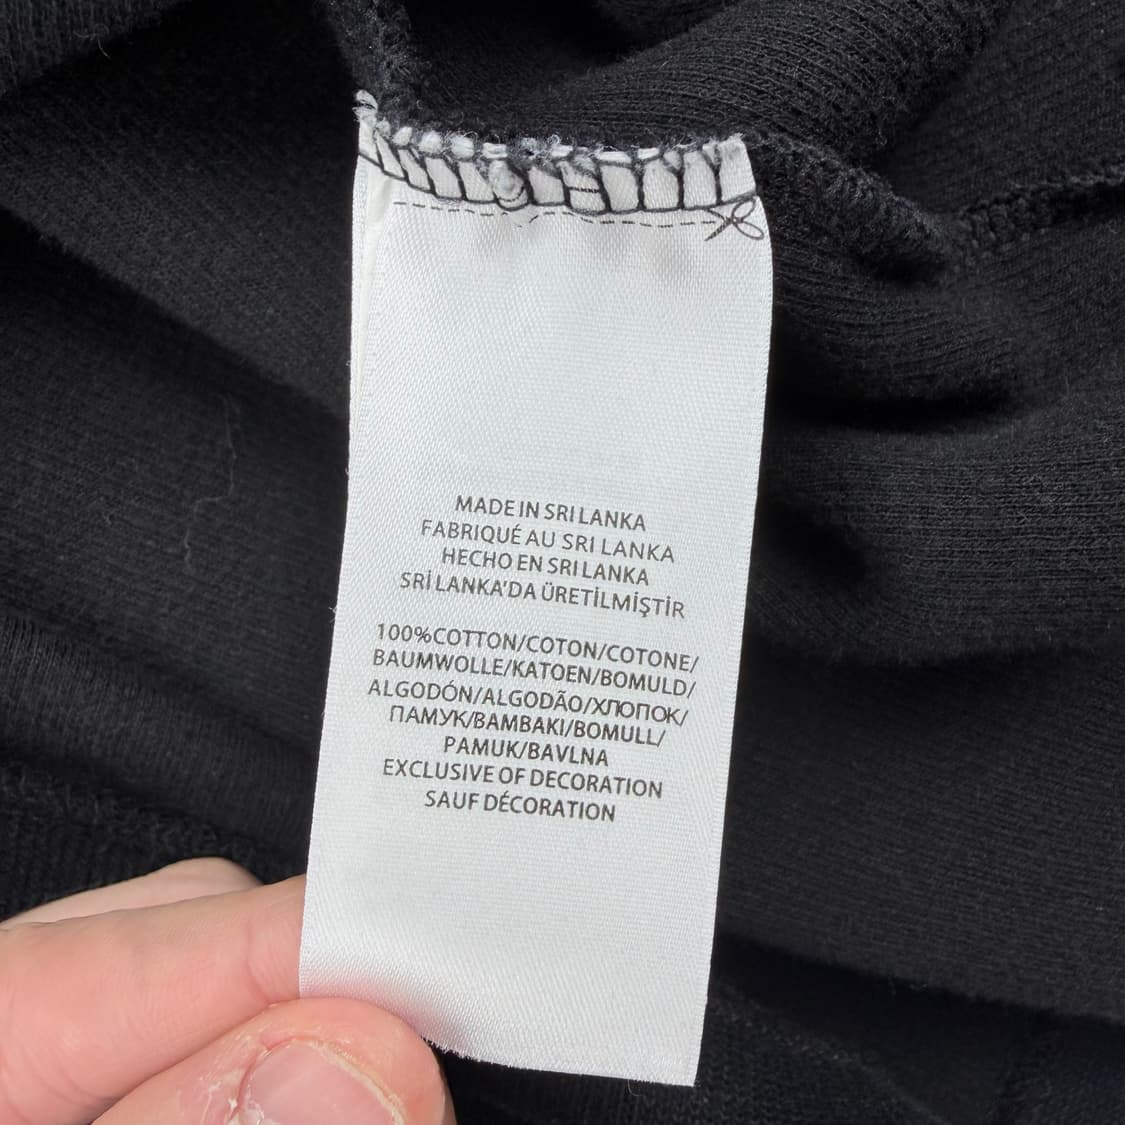 MADE IN SRI LANKA
FABRIQUÉ AU SRI LANKA
HECHO EN SRI LANKA
SRİ LANKA'DA ÜRETİLMİŞTİR
100%COTTON/COTON/COTONE/
BAUMWOLLE/KATOEN/BOMULD/
ALGODÓN/ALGODÃO/ХЛОПОК/
ПАМУК/BAMBAKI/BOMULL/
PAMUK/BAVLNA
EXCLUSIVE OF DECORATION
SAUF DÉCORATION